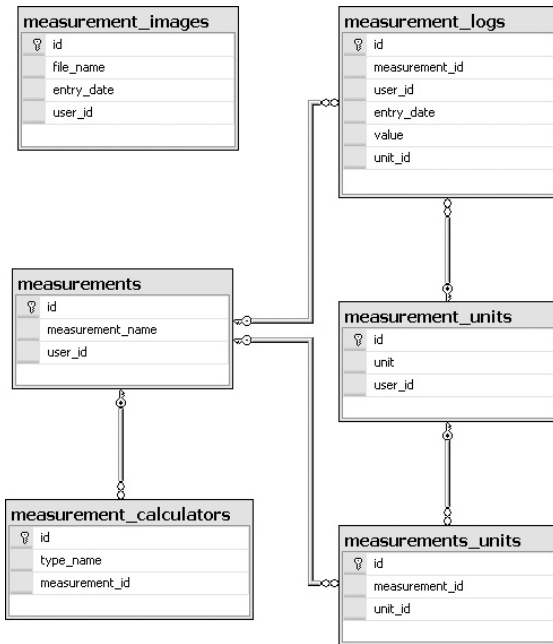 measurement_images
id
file_name
entry_date
user_id
measurement_logs
id
measurement_id
user_id
entry_date
value
unit_id
measurements
id
measurement_name
user_id
measurement_units
id
unit
user_id
measurement_calculators
id
type_name
measurement_id
measurements_units
id
measurement_id
unit_id